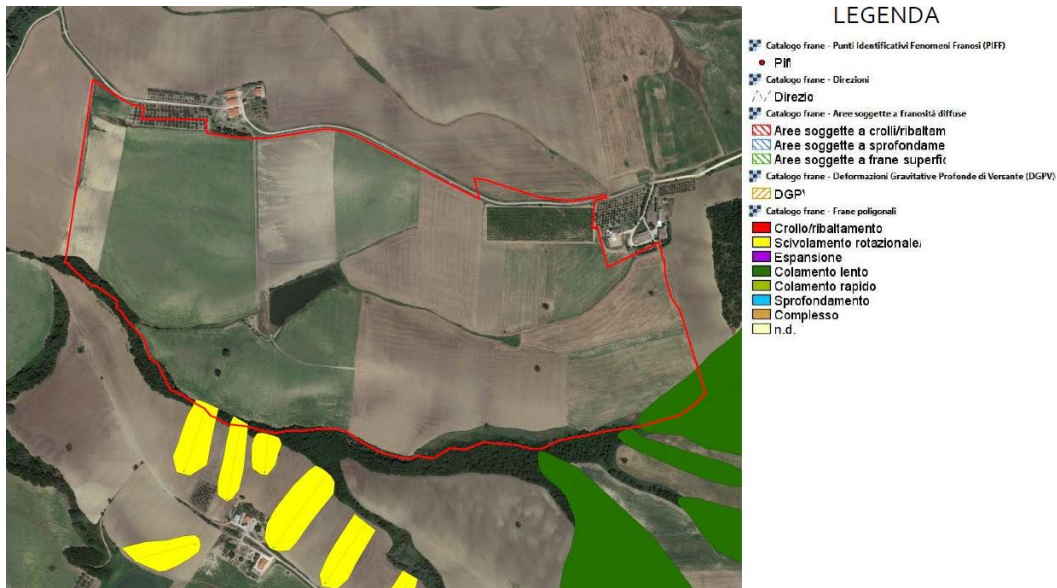 LEGENDA
Catalogo frane - Punti Identificativi Fenomeni Franosi (PIFF)
Piff
Catalogo frane - Direzioni
Direzio
Catalogo frane - Aree soggette a franosità diffuse
Aree soggette a crolli/ribaltam
Aree soggette a sprofondame
Aree soggette a frane superfic
Catalogo frane - Deformazioni Gravitative Profonde di Versante (DGPV)
DGPV
Catalogo frane - Frane poligonali
Crollo/ribaltamento
Scivolamento rotazionale/
Espansione
Colamento lento
Colamento rapido
Sprofondamento
Complesso
n.d.